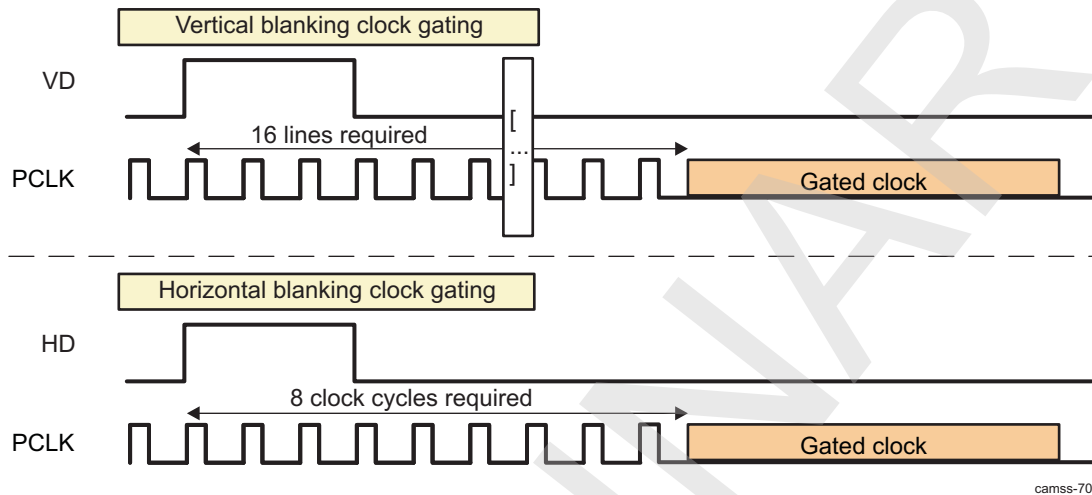 Vertical blanking clock gating
VD
16 lines required
[
...
]
PCLK
Gated clock
Horizontal blanking clock gating
HD
8 clock cycles required
PCLK
Gated clock
camss-70
INAR